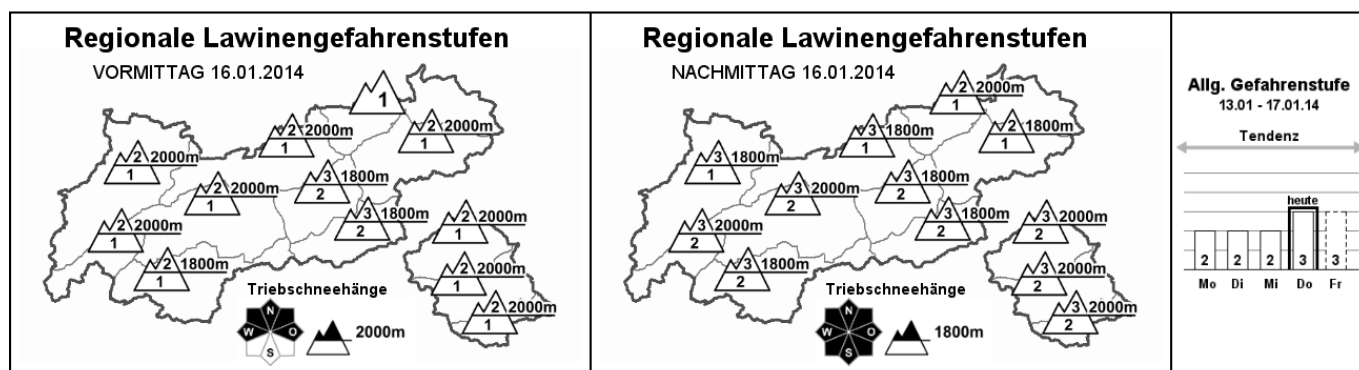 Regionale Lawinengefahrenstufen
VORMITTAG 16.01.2014
1
2 2000m
1
2 2000m
1
2 2000m
1
3 1800m
2
2 2000m
1
3 1800m
2
2 2000m
1
2 2000m
1
2 1800m
1
2 2000m
1
2 2000m
1
Triebschneehänge
N
W O
S
2000m
Regionale Lawinengefahrenstufen
NACHMITTAG 16.01.2014
2 2000m
1
3 1800m
1
2 1800m
1
3 1800m
1
3 1800m
2
3 2000m
2
3 1800m
2
3 2000m
2
3 2000m
2
3 1800m
2
3 2000m
2
3 2000m
2
Triebschneehänge
N
W O
S
1800m
Allg. Gefahrenstufe
13.01 - 17.01.14
Tendenz
heute
2 2 2 3 3
Mo Di Mi Do Fr